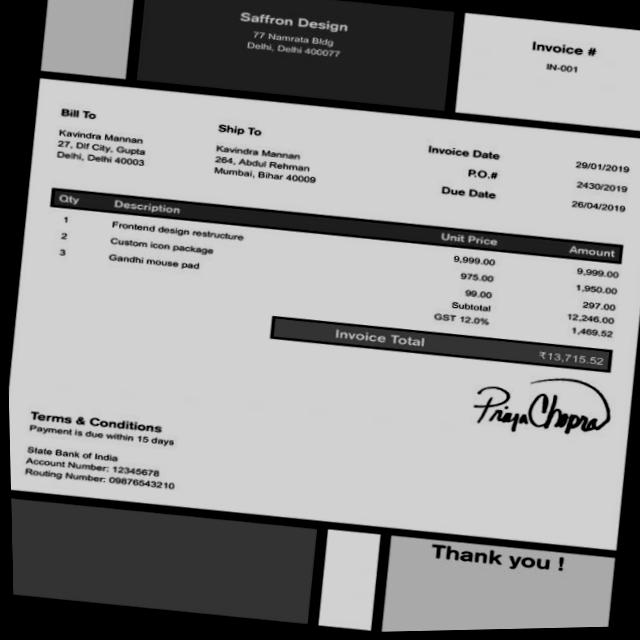 Saffron Design
77 Namrata Bldg
Delhi, Delhi 400077
Invoice #
IN-001
Bill To
Kavindra Mannan
27, Dlf City, Gupta
Delhi, Delhi 40003
Ship To
Kavindra Mannan
264, Abdul Rehman
Mumbai, Bihar 40009
Invoice Date 29/01/2019
P.O.# 2430/2019
Due Date 26/04/2019
Qty Description Unit Price Amount
1 Frontend design restructure 9,999.00 9,999.00
2 Custom icon package 975.00 1,950.00
3 Gandhi mouse pad 99.00 297.00
Subtotal 12,246.00
GST 12.0% 1,469.52
Invoice Total ₹13,715.52
Priya Chopra
Terms & Conditions
Payment is due within 15 days
State Bank of India
Account Number: 12345678
Routing Number: 09876543210
Thank you !